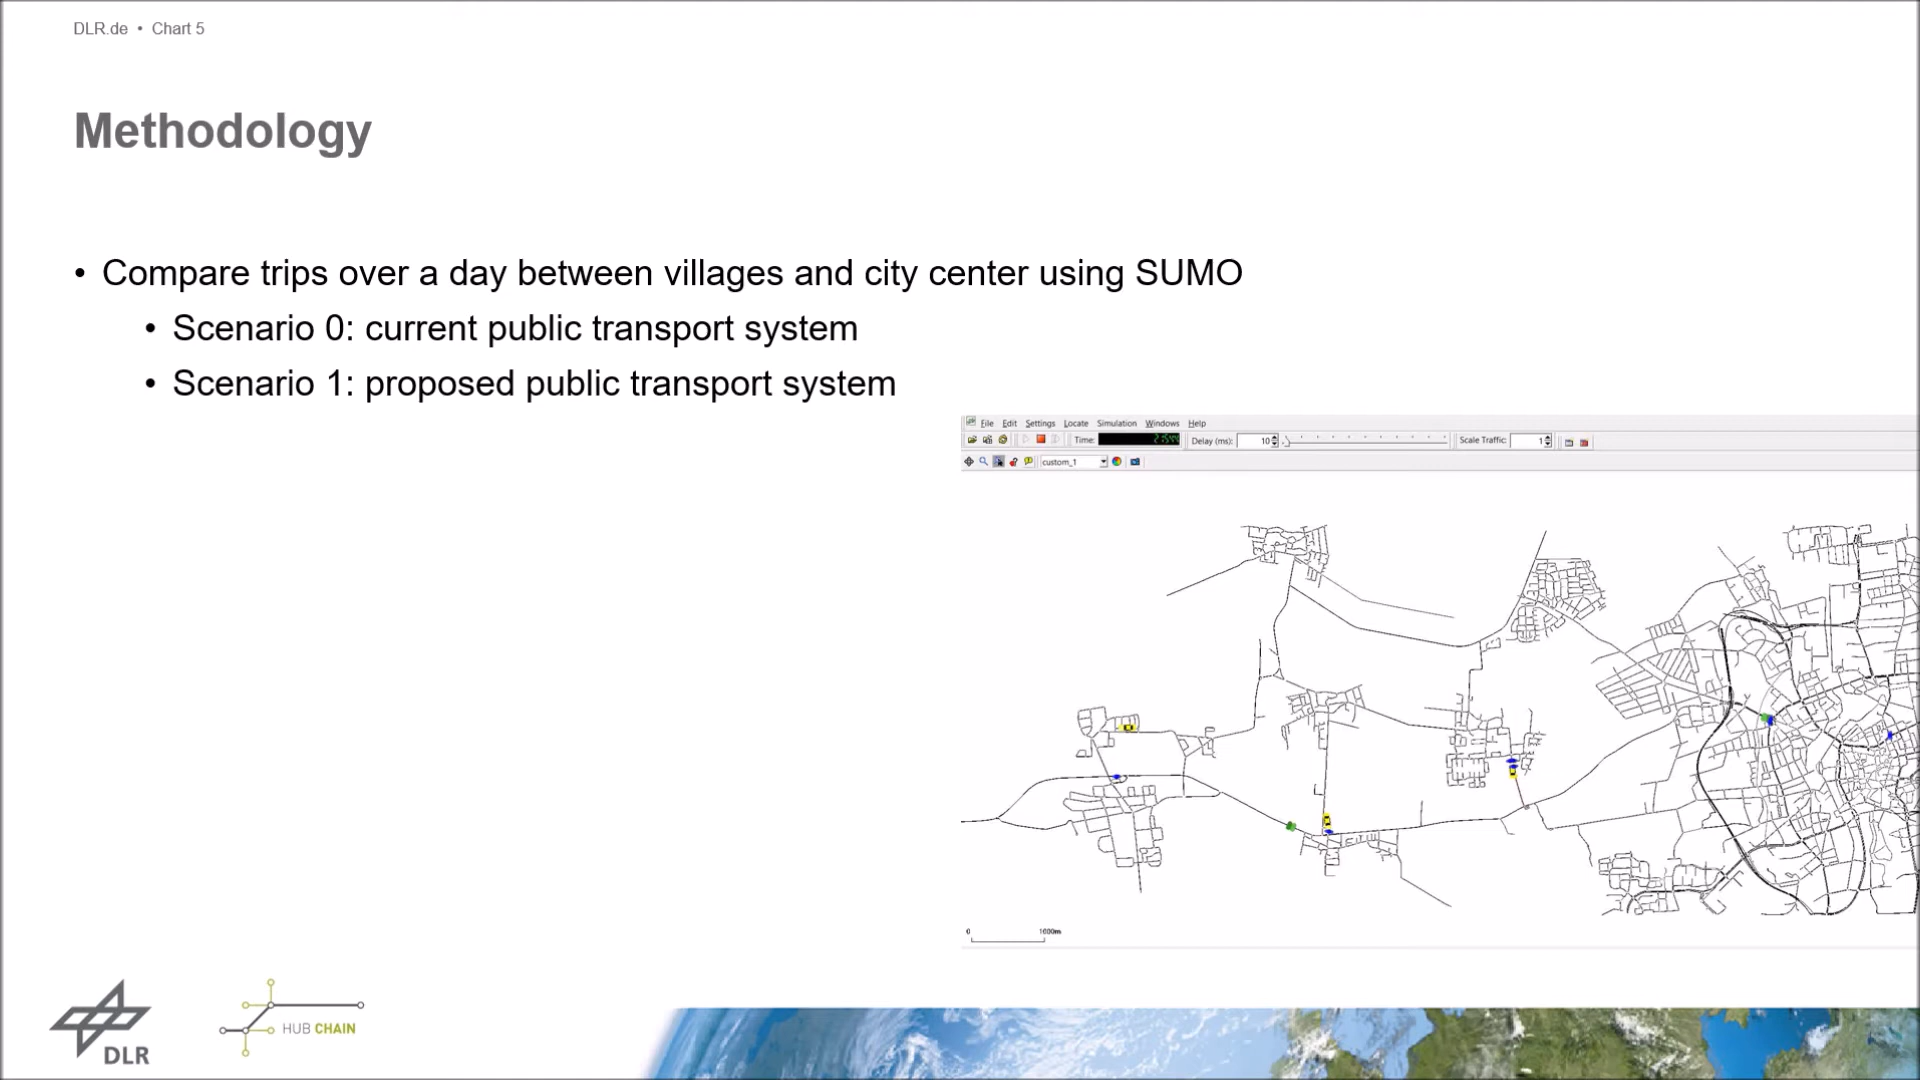 DLR.de • Chart 5
Methodology
• Compare trips over a day between villages and city center using SUMO
• Scenario 0: current public transport system
• Scenario 1: proposed public transport system
File Edit Settings Locate Simulation Windows Help
Time: Delay (ms): 10 Scale Traffic: 1
custom_1
0 1000m
DLR
HUB CHAIN